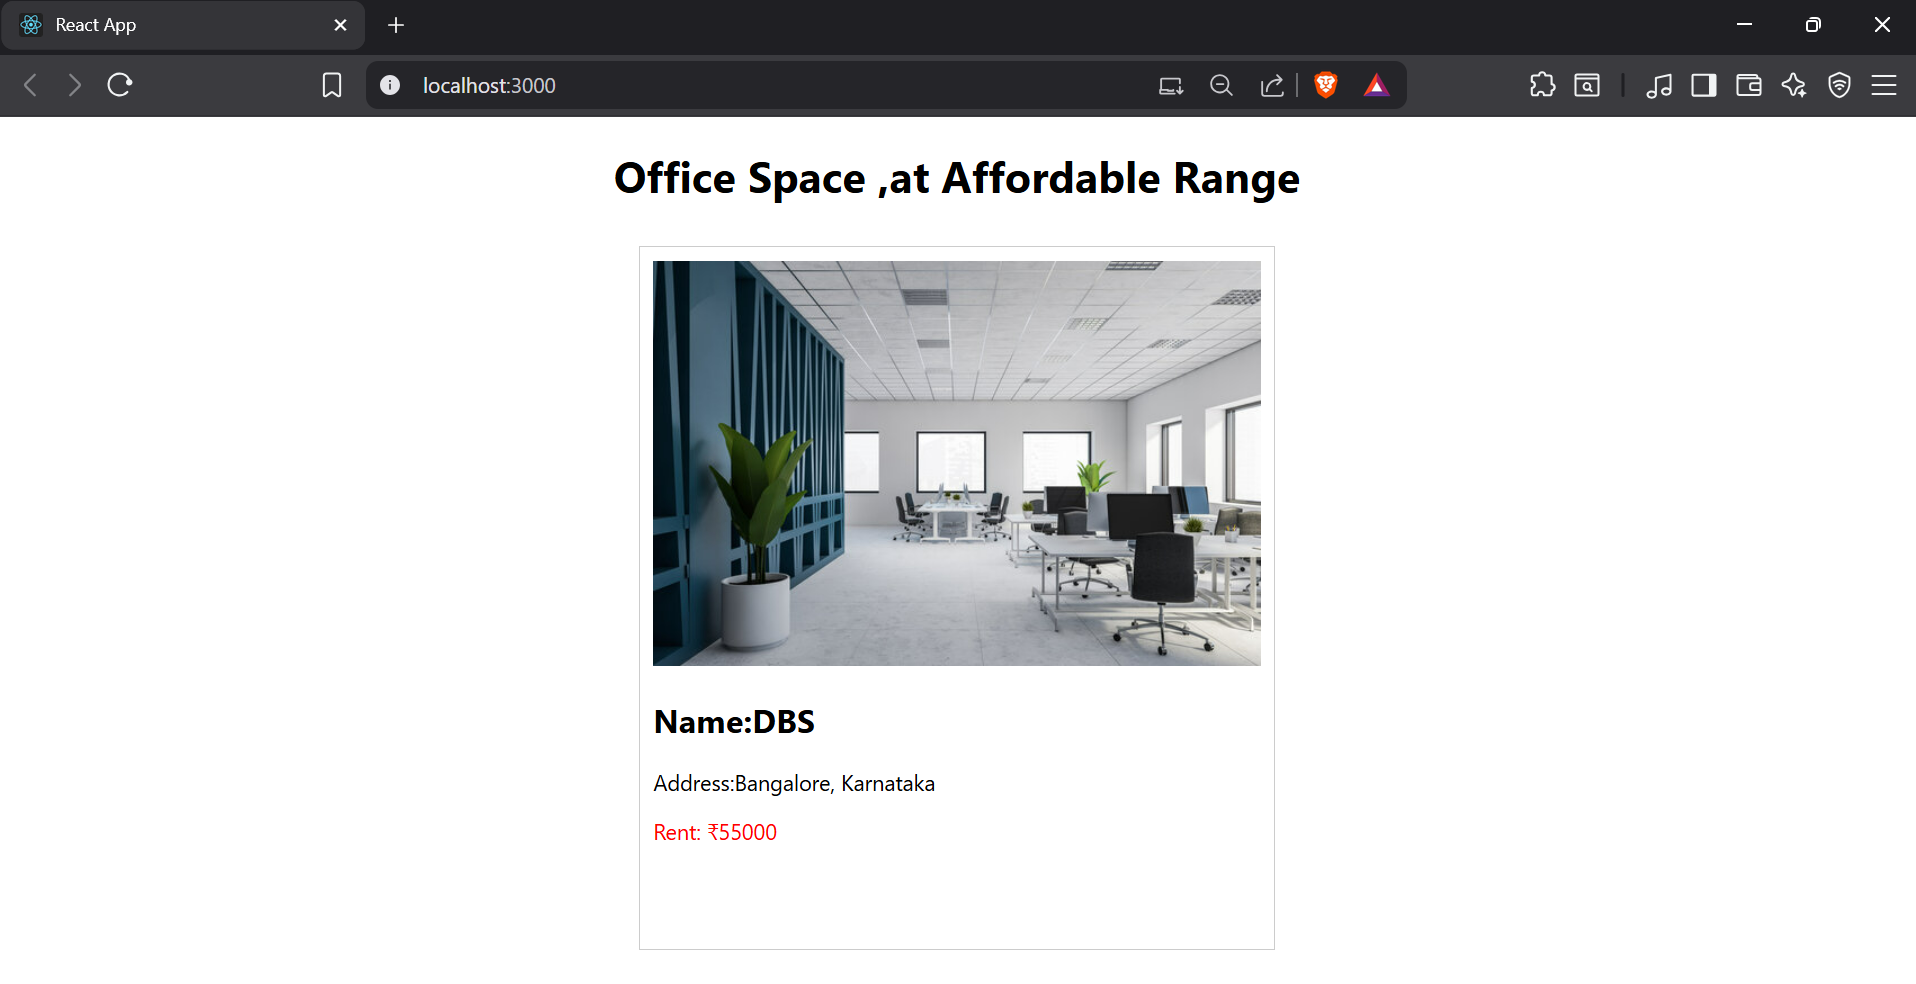 React App
localhost:3000
Office Space ,at Affordable Range
Name:DBS
Address:Bangalore, Karnataka
Rent: ₹55000